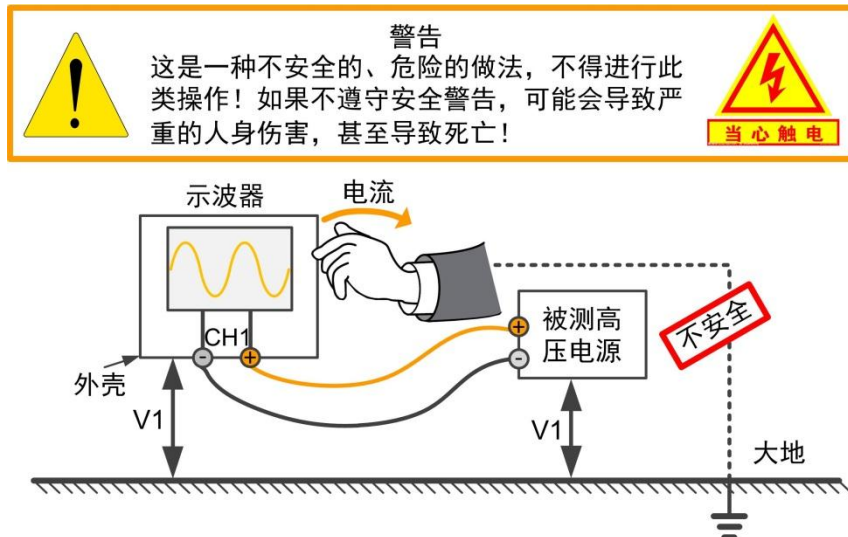 警告
这是一种不安全的、危险的做法，不得进行此
类操作！如果不遵守安全警告，可能会导致严
重的人身伤害，甚至导致死亡！
当心触电
示波器
电流
CH1
外壳
V1
被测高
压电源
不安全
V1
大地